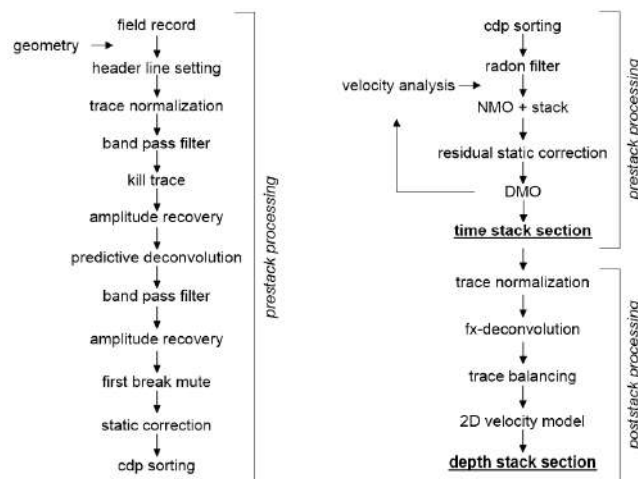 field record
geometry
header line setting
trace normalization
band pass filter
kill trace
amplitude recovery
predictive deconvolution
band pass filter
amplitude recovery
first break mute
static correction
cdp sorting
prestack processing
cdp sorting
radon filter
velocity analysis
NMO + stack
residual static correction
DMO
time stack section
prestack processing
trace normalization
fx-deconvolution
trace balancing
2D velocity model
depth stack section
poststack processing